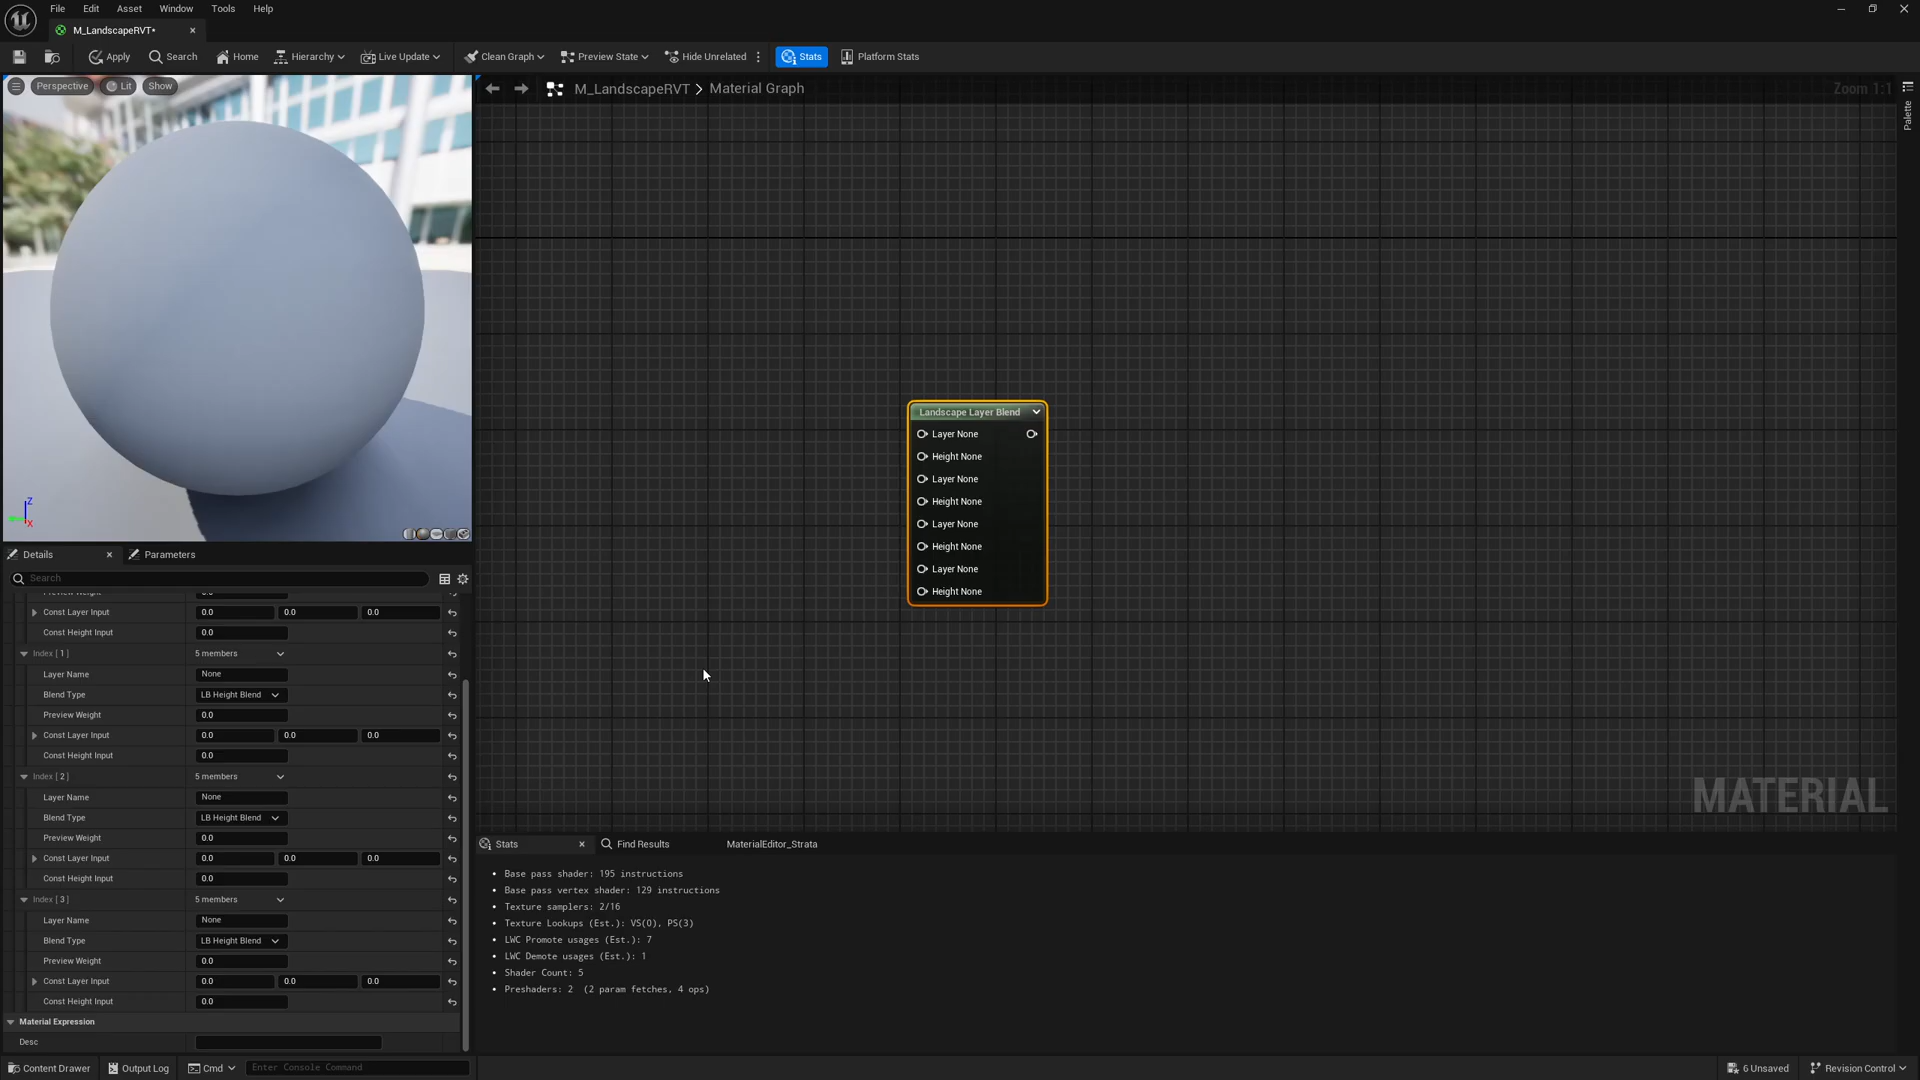 File Edit Asset Window Tools Help
M_LandscapeRVT*
Apply Search Home Hierarchy Live Update Clean Graph Preview State Hide Unrelated Stats Platform Stats
Perspective Lit Show
M_LandscapeRVT > Material Graph
Zoom 1:1
Palette
Landscape Layer Blend
Layer None
Height None
Layer None
Height None
Layer None
Height None
Layer None
Height None
Z
X
Details Parameters
Search
Preview Weight 0.0
Const Layer Input 0.0 0.0 0.0
Const Height Input 0.0
Index [ 1 ] 5 members
Layer Name None
Blend Type LB Height Blend
Preview Weight 0.0
Const Layer Input 0.0 0.0 0.0
Const Height Input 0.0
Index [ 2 ] 5 members
Layer Name None
Blend Type LB Height Blend
Preview Weight 0.0
Const Layer Input 0.0 0.0 0.0
Const Height Input 0.0
Index [ 3 ] 5 members
Layer Name None
Blend Type LB Height Blend
Preview Weight 0.0
Const Layer Input 0.0 0.0 0.0
Const Height Input 0.0
Material Expression
Desc
MATERIAL
Stats Find Results MaterialEditor_Strata
Base pass shader: 195 instructions
Base pass vertex shader: 129 instructions
Texture samplers: 2/16
Texture Lookups (Est.): VS(0), PS(3)
LWC Promote usages (Est.): 7
LWC Demote usages (Est.): 1
Shader Count: 5
Preshaders: 2 (2 param fetches, 4 ops)
Content Drawer Output Log Cmd Enter Console Command 6 Unsaved Revision Control